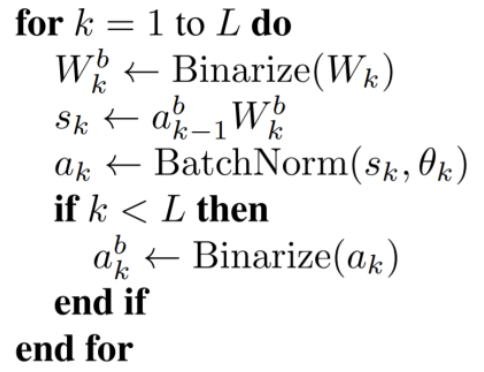 for k = 1 to L do
W_k^b ← Binarize(W_k)
s_k ← a_{k-1}^b W_k^b
a_k ← BatchNorm(s_k, θ_k)
if k < L then
a_k^b ← Binarize(a_k)
end if
end for